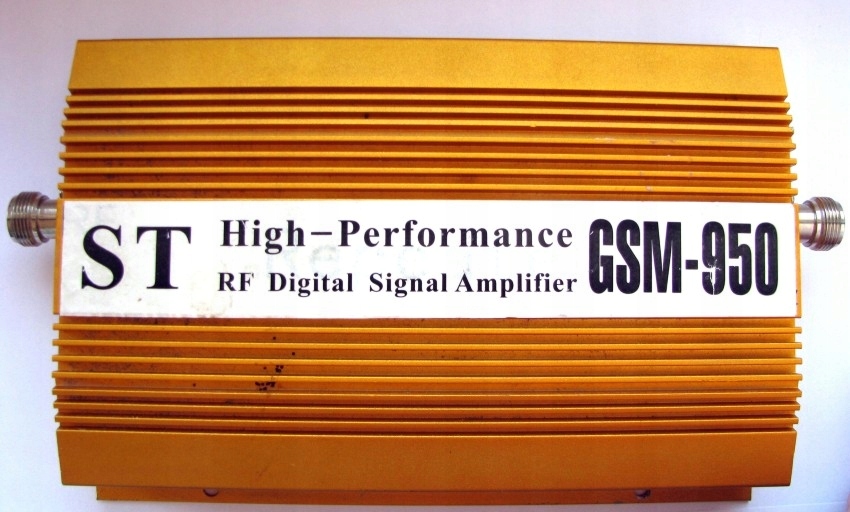 ST
High-Performance
RF Digital Signal Amplifier
GSM-950